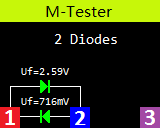 M-Tester
2 Diodes
Uf=2.59V
Uf=716mV
1 2 3